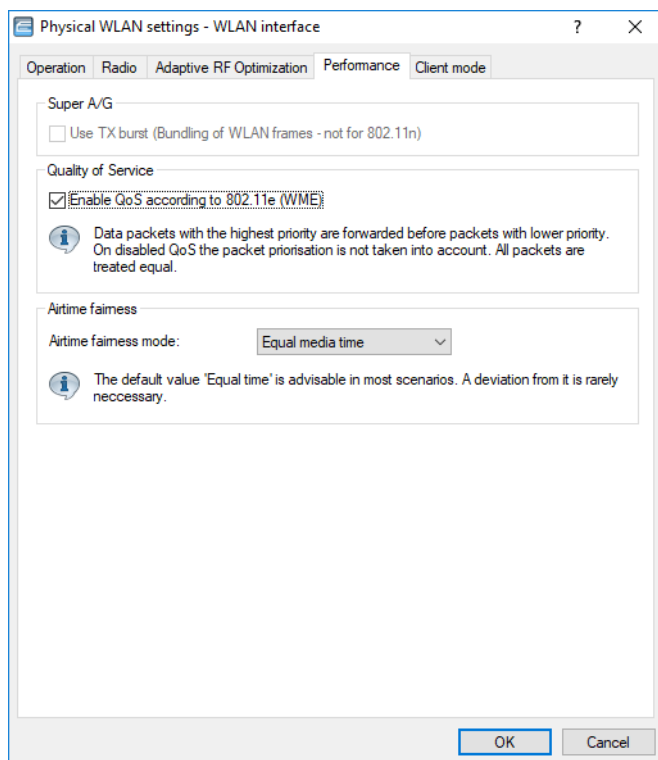 Physical WLAN settings - WLAN interface
Operation Radio Adaptive RF Optimization Performance Client mode
Super A/G
Use TX burst (Bundling of WLAN frames - not for 802.11n)
Quality of Service
Enable QoS according to 802.11e (WME)
Data packets with the highest priority are forwarded before packets with lower priority.
On disabled QoS the packet priorisation is not taken into account. All packets are
treated equal.
Airtime fairness
Airtime fairness mode: Equal media time
The default value 'Equal time' is advisable in most scenarios. A deviation from it is rarely
neccessary.
OK Cancel